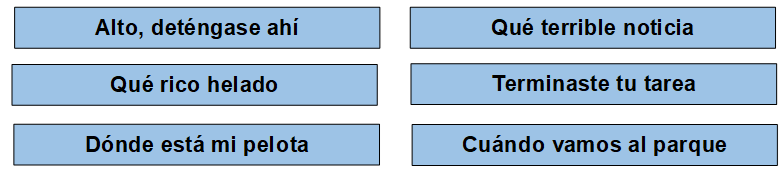 Alto, deténgase ahí
Qué terrible noticia
Qué rico helado
Terminaste tu tarea
Dónde está mi pelota
Cuándo vamos al parque